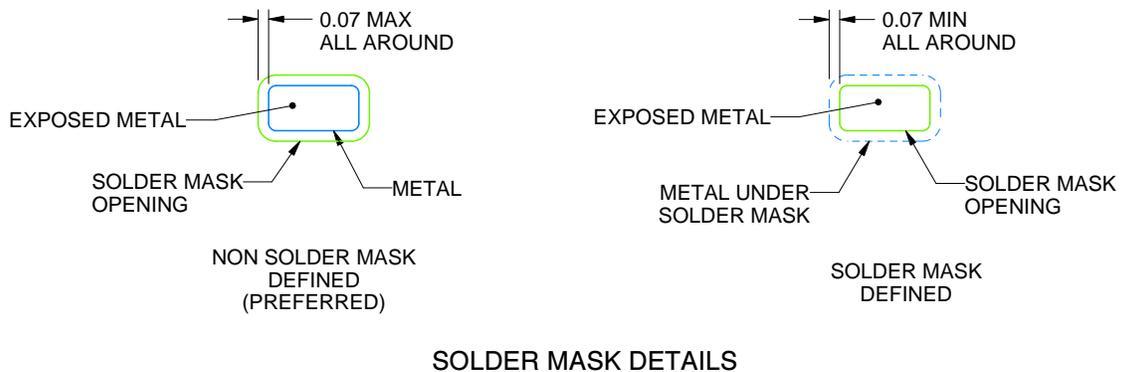 0.07 MAX
ALL AROUND
EXPOSED METAL
SOLDER MASK
OPENING
METAL
NON SOLDER MASK
DEFINED
(PREFERRED)
0.07 MIN
ALL AROUND
EXPOSED METAL
METAL UNDER
SOLDER MASK
SOLDER MASK
OPENING
SOLDER MASK
DEFINED
SOLDER MASK DETAILS